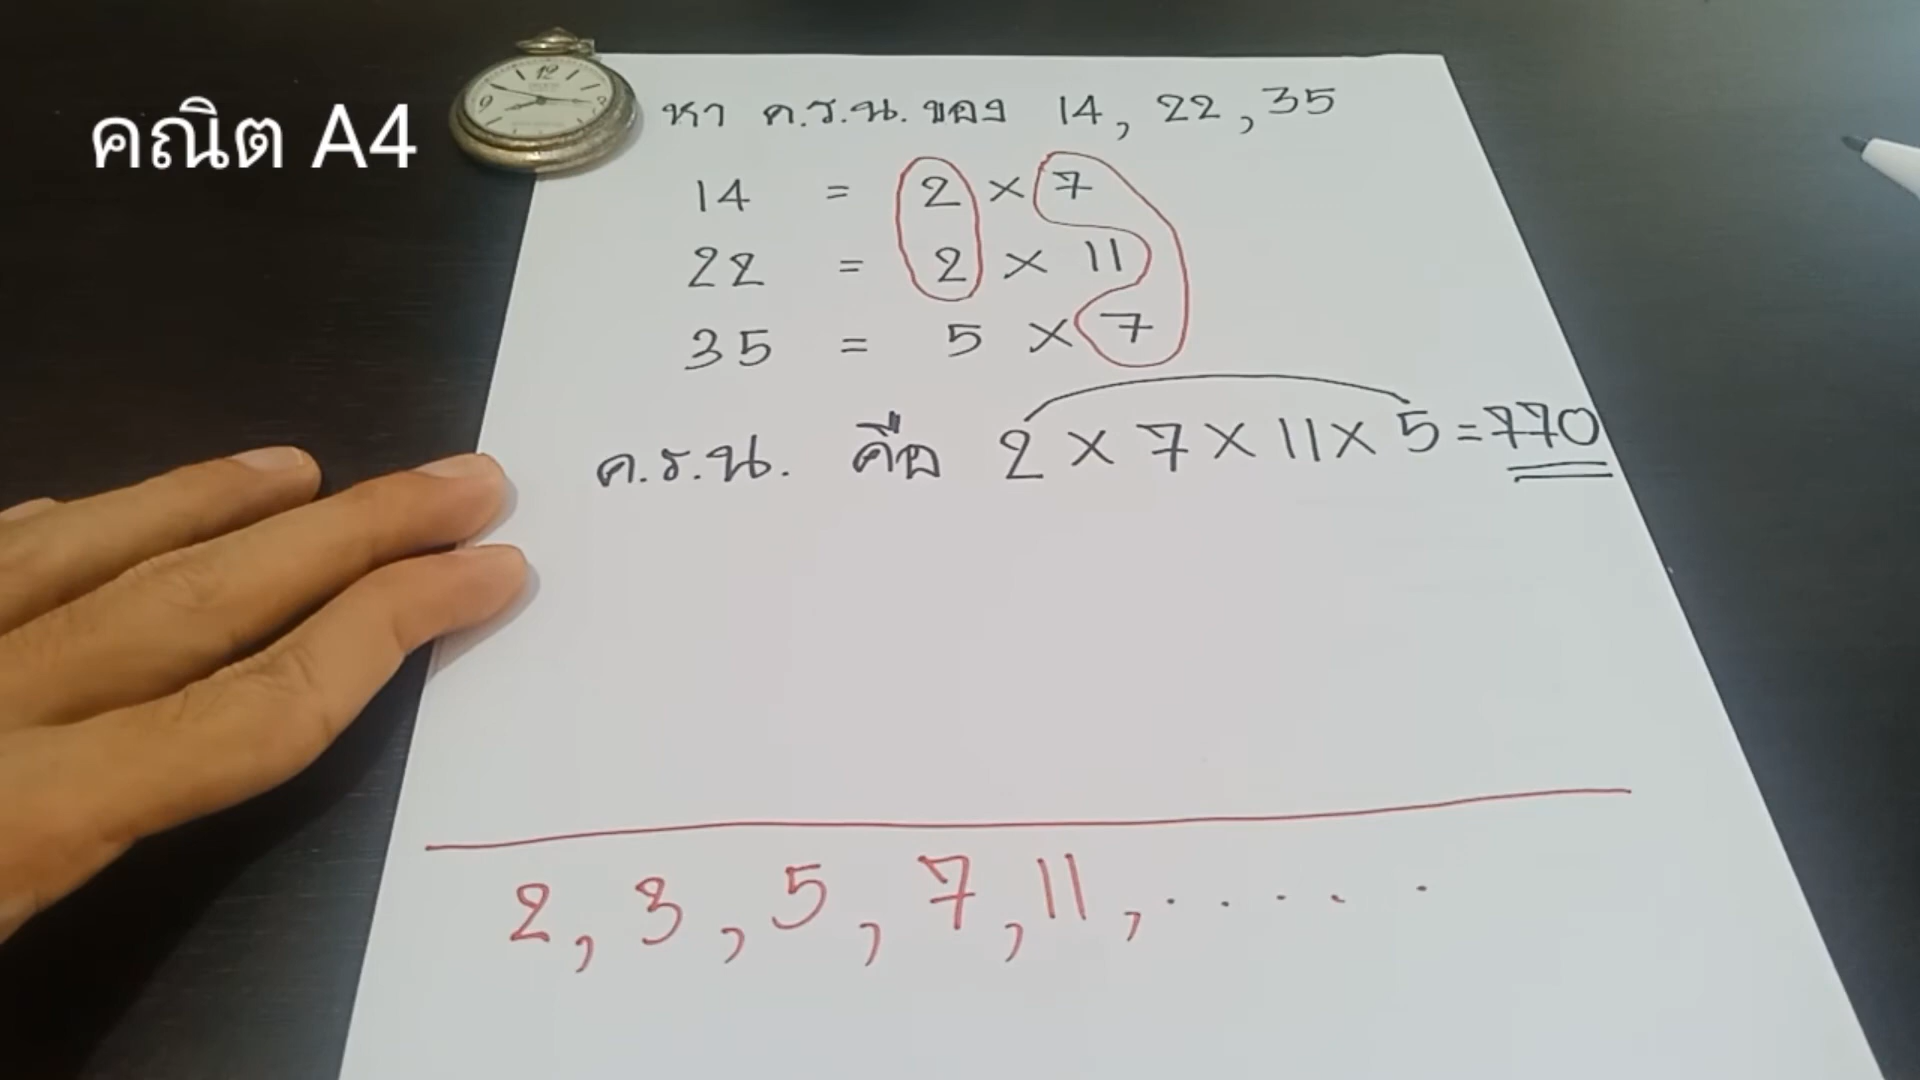 คณิต A4
หา ค.ร.น. ของ 14, 22, 35
14 = 2 × 7
22 = 2 × 11
35 = 5 × 7
ค.ร.น. คือ 2 × 7 × 11 × 5 = 770
2, 3, 5, 7, 11, . . . . .
12
9